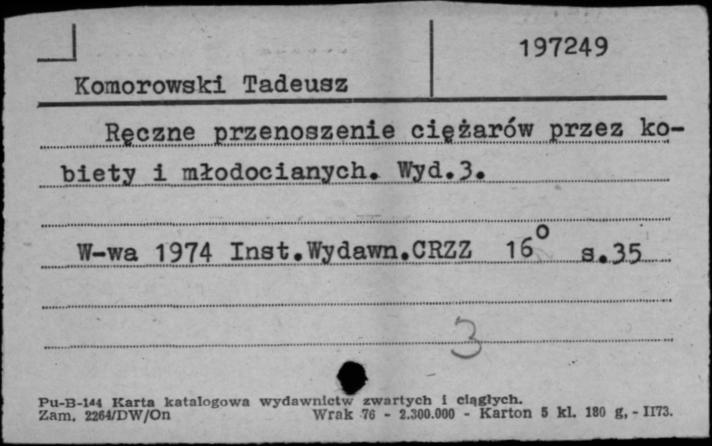 197249
Komorowski Tadeusz
Ręczne przenoszenie ciężarów przez ko-
biety i młodocianych. Wyd.3.
W-wa 1974 Inst.Wydawn.CRZZ 16° s.35
3
Pu-B-144 Karta katalogowa wydawnictw zwartych i ciągłych.
Zam. 2264/DW/On Wrak 76 - 2.300.000 - Karton 5 kl. 180 g, - II73.